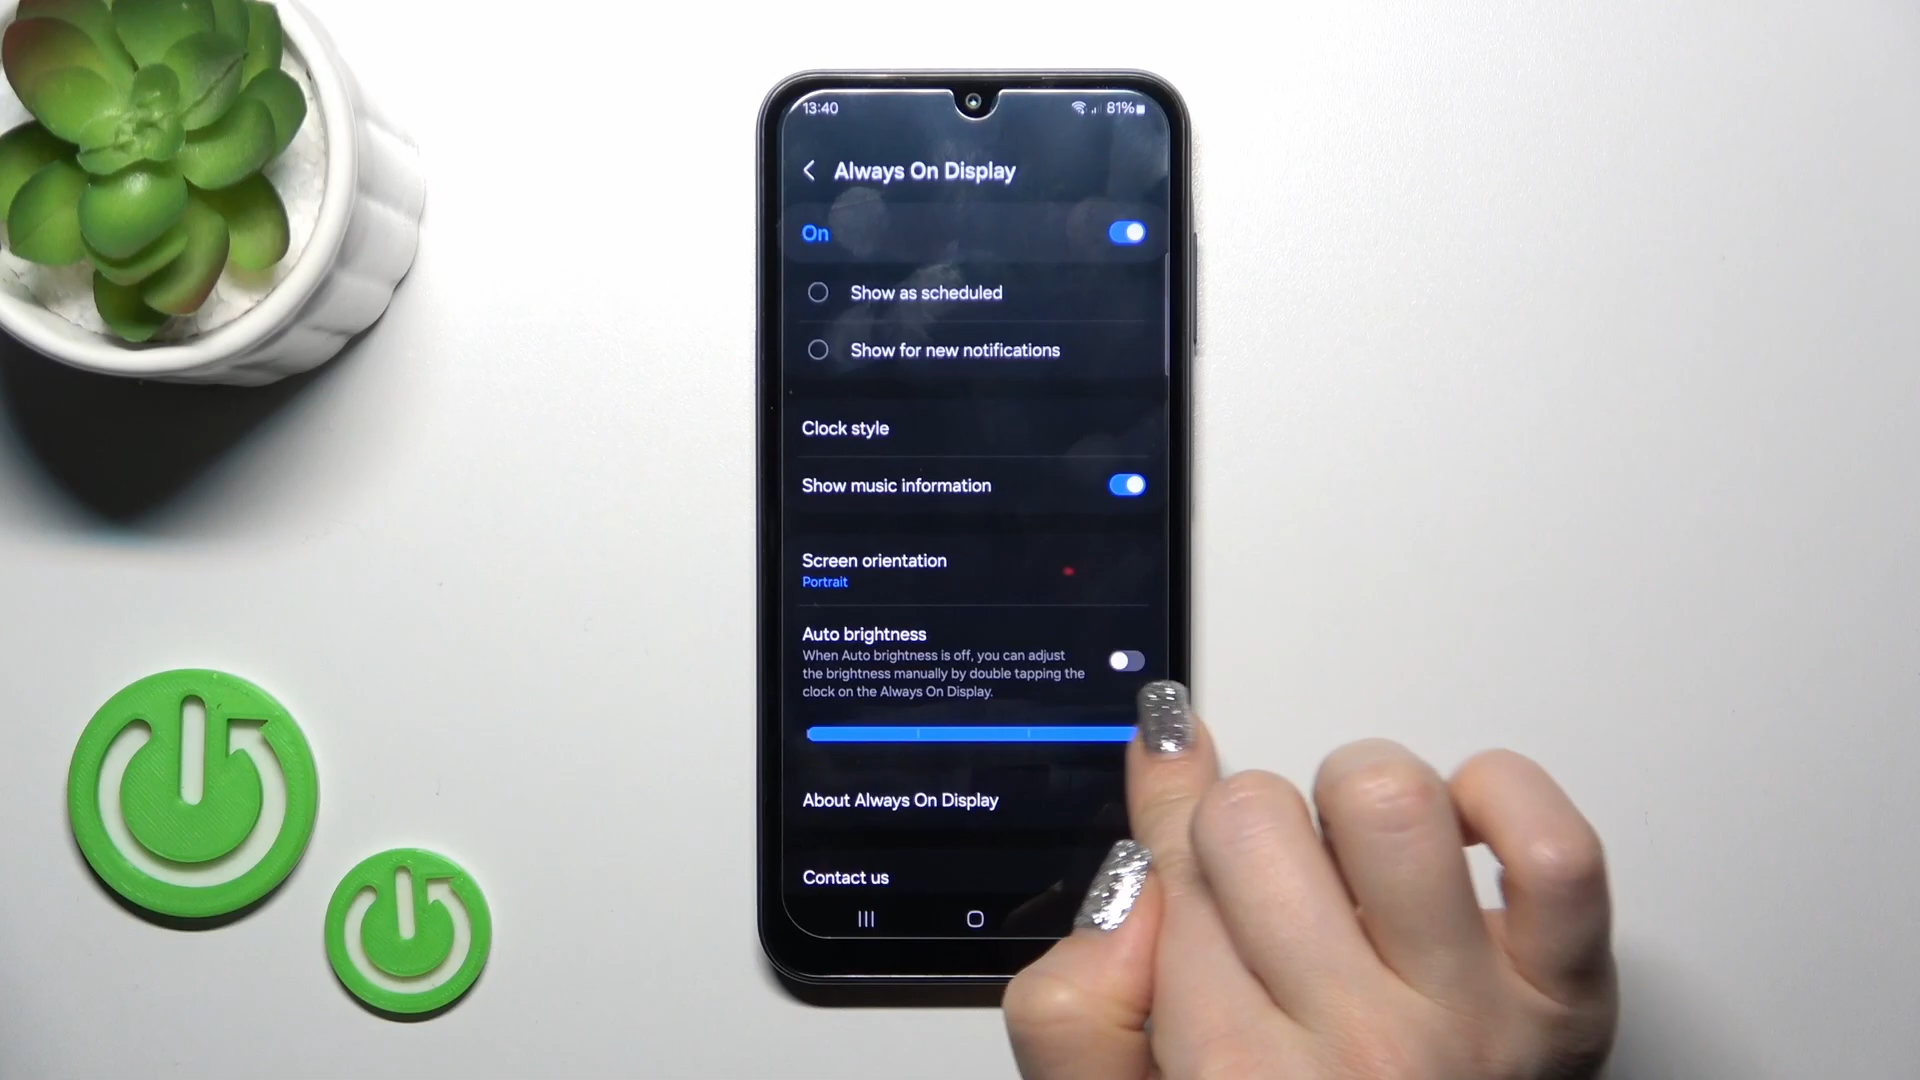 13:40
81%
Always On Display
On
Show as scheduled
Show for new notifications
Clock style
Show music information
Screen orientation
Portrait
Auto brightness
When Auto brightness is off, you can adjust
the brightness manually by double tapping the
clock on the Always On Display.
About Always On Display
Contact us